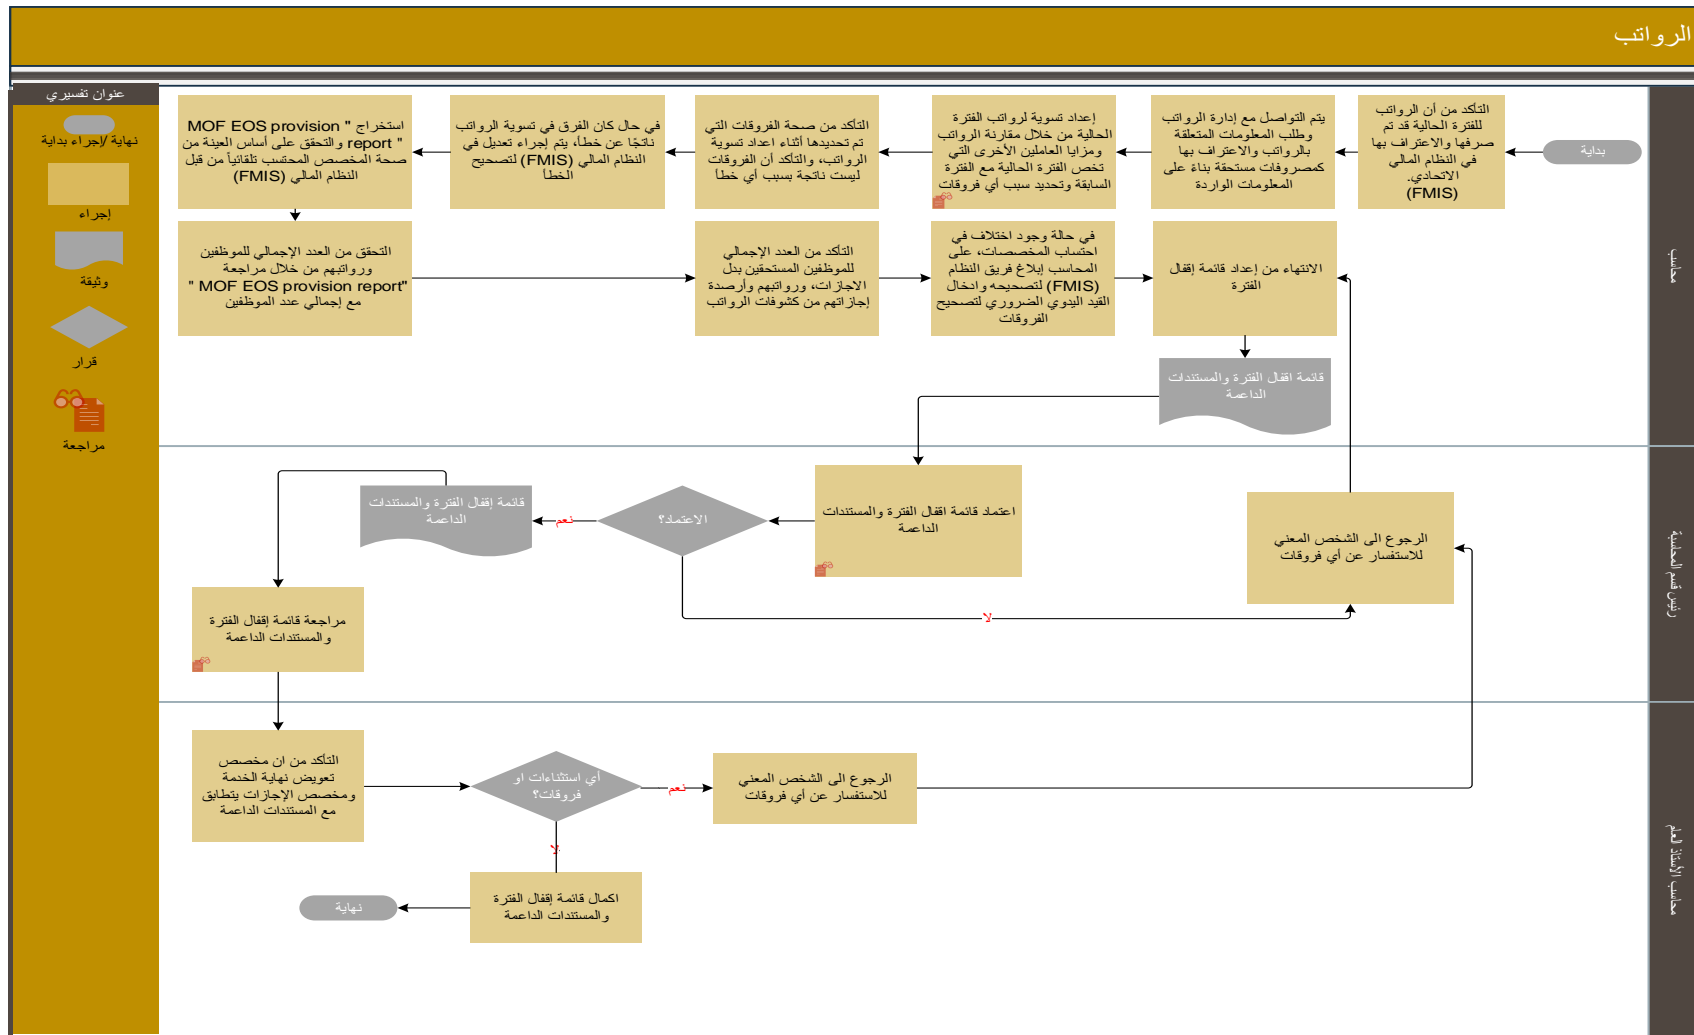 الرواتب
عنوان تفسيري
نهاية /إجراء بداية
إجراء
وثيقة
قرار
مراجعة
محاسب
بداية
التأكد من أن الرواتب
للفترة الحالية قد تم
صرفها والاعتراف بها
في النظام المالي
الاتحادي.
(FMIS)
يتم التواصل مع إدارة الرواتب
وطلب المعلومات المتعلقة
بالرواتب والاعتراف بها
كمصروفات مستحقة بناءً على
المعلومات الواردة
إعداد تسوية لرواتب الفترة
الحالية من خلال مقارنة الرواتب
ومزايا العاملين الأخرى التي
تخص الفترة الحالية مع الفترة
السابقة وتحديد سبب أي فروقات
التأكد من صحة الفروقات التي
تم تحديدها أثناء اعداد تسوية
الرواتب، والتأكد أن الفروقات
ليست ناتجة بسبب أي خطأ
في حال كان الفرق في تسوية الرواتب
ناتجًا عن خطأ، يتم إجراء تعديل في
النظام المالي (FMIS) لتصحيح
الخطأ
استخراج " MOF EOS provision
report " والتحقق على أساس العينة من
صحة المخصص المحتسب تلقائياً من قبل
النظام المالي (FMIS)
التحقق من العدد الإجمالي للموظفين
ورواتبهم من خلال مراجعة
"MOF EOS provision report "
مع إجمالي عدد الموظفين
التأكد من العدد الإجمالي
للموظفين المستحقين بدل
الاجازات، ورواتبهم وأرصدة
إجازاتهم من كشوفات الرواتب
في حالة وجود اختلاف في
احتساب المخصصات، على
المحاسب إبلاغ فريق النظام
(FMIS) لتصحيحه وادخال
القيد اليدوي الضروري لتصحيح
الفروقات
الانتهاء من إعداد قائمة إقفال
الفترة
قائمة اقفال الفترة والمستندات
الداعمة
رئيس قسم المحاسبة
اعتماد قائمة اقفال الفترة والمستندات
الداعمة
الاعتماد؟
نعم
لا
قائمة إقفال الفترة والمستندات
الداعمة
الرجوع الى الشخص المعني
للاستفسار عن أي فروقات
مراجعة قائمة إقفال الفترة
والمستندات الداعمة
محاسب الأستاذ العام
التأكد من ان مخصص
تعويض نهاية الخدمة
ومخصص الإجازات يتطابق
مع المستندات الداعمة
أي استثناءات او
فروقات؟
نعم
لا
الرجوع الى الشخص المعني
للاستفسار عن أي فروقات
اكمال قائمة إقفال الفترة
والمستندات الداعمة
نهاية